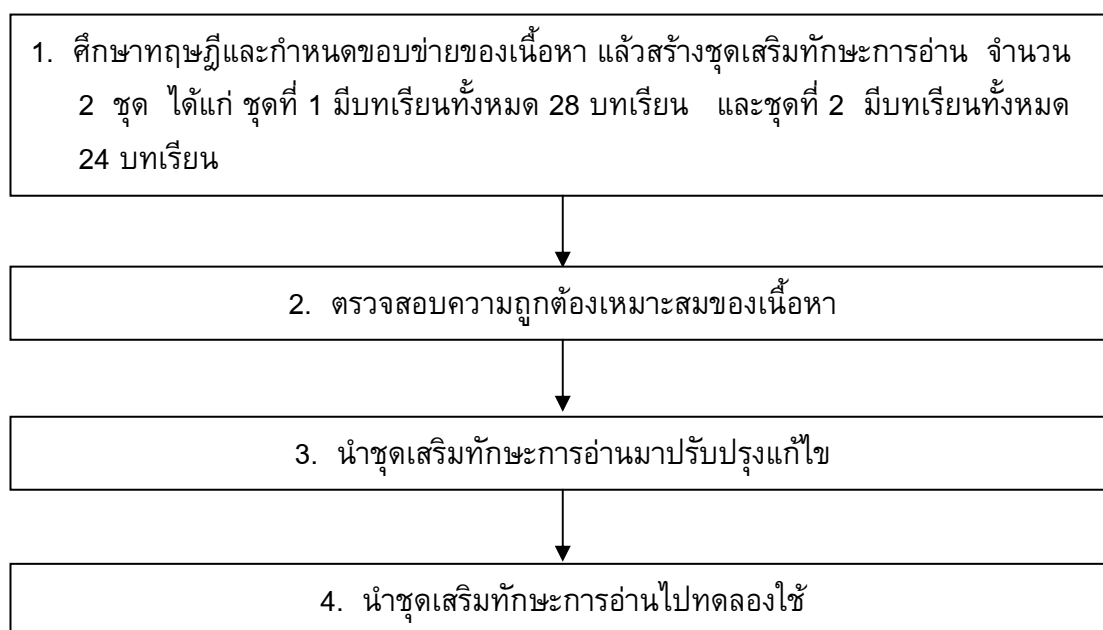 1. ศึกษาทฤษฎีและกำหนดขอบข่ายของเนื้อหา แล้วสร้างชุดเสริมทักษะการอ่าน จำนวน
2 ชุด ได้แก่ ชุดที่ 1 มีบทเรียนทั้งหมด 28 บทเรียน และชุดที่ 2 มีบทเรียนทั้งหมด
24 บทเรียน
2. ตรวจสอบความถูกต้องเหมาะสมของเนื้อหา
3. นำชุดเสริมทักษะการอ่านมาปรับปรุงแก้ไข
4. นำชุดเสริมทักษะการอ่านไปทดลองใช้